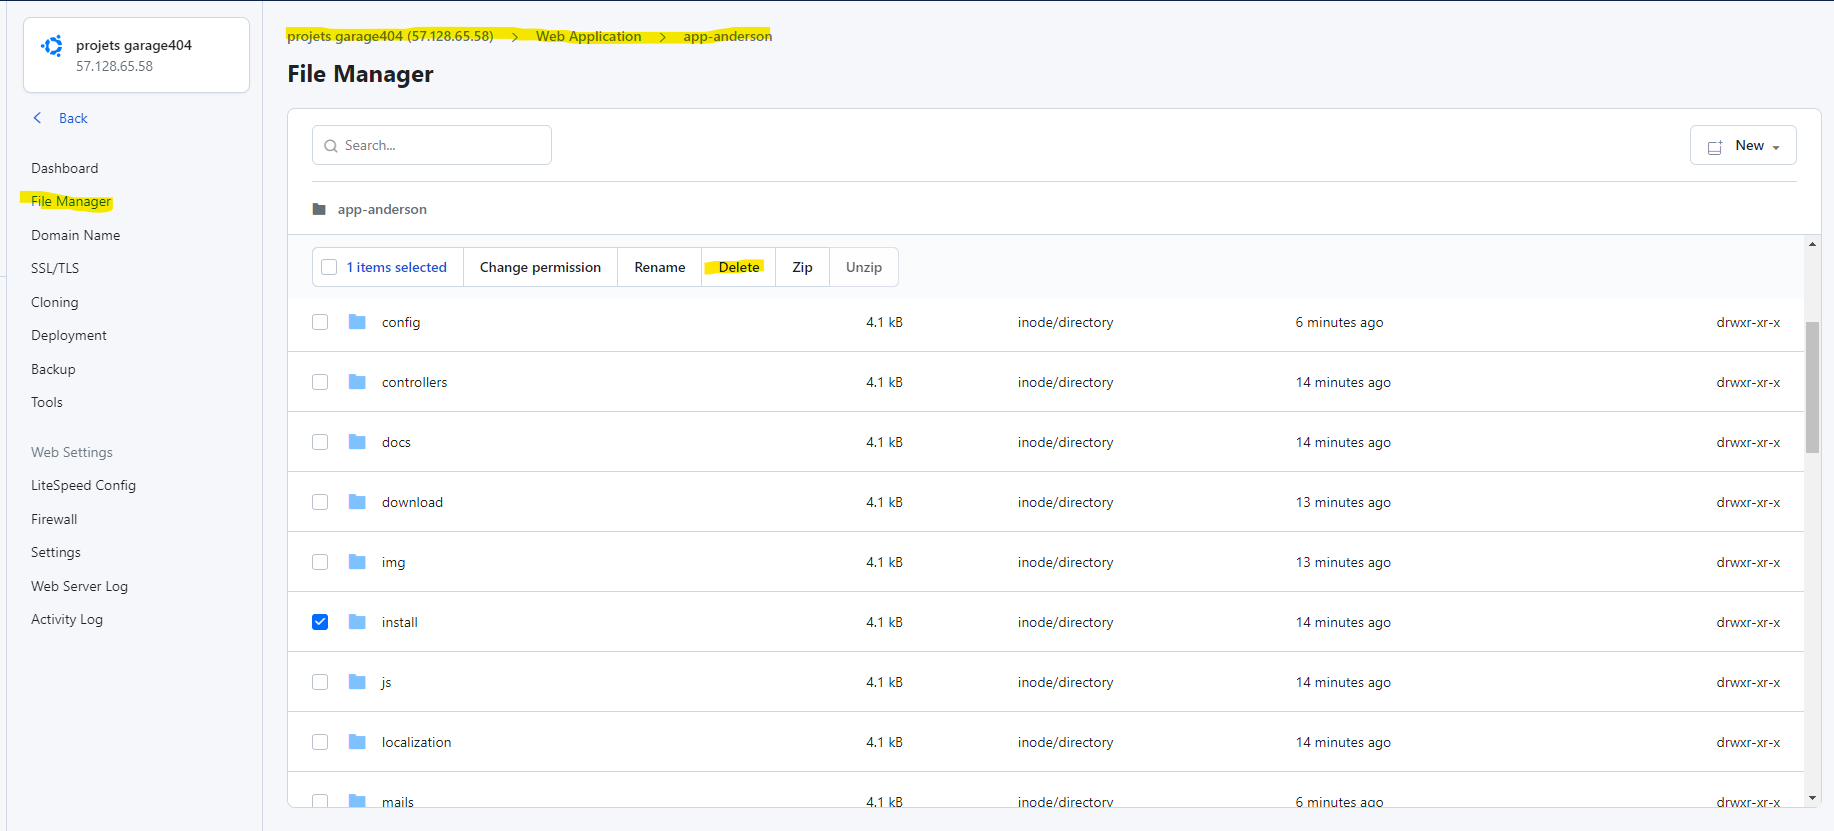 projets garage404
57.128.65.58
Back
Dashboard
File Manager
Domain Name
SSL/TLS
Cloning
Deployment
Backup
Tools
Web Settings
LiteSpeed Config
Firewall
Settings
Web Server Log
Activity Log
projets garage404 (57.128.65.58) > Web Application > app-anderson
File Manager
Search... New
app-anderson
1 items selected Change permission Rename Delete Zip Unzip
config 4.1 kB inode/directory 6 minutes ago drwxr-xr-x
controllers 4.1 kB inode/directory 14 minutes ago drwxr-xr-x
docs 4.1 kB inode/directory 14 minutes ago drwxr-xr-x
download 4.1 kB inode/directory 13 minutes ago drwxr-xr-x
img 4.1 kB inode/directory 13 minutes ago drwxr-xr-x
install 4.1 kB inode/directory 14 minutes ago drwxr-xr-x
js 4.1 kB inode/directory 14 minutes ago drwxr-xr-x
localization 4.1 kB inode/directory 14 minutes ago drwxr-xr-x
mails 4.1 kB inode/directory 6 minutes ago drwxr-xr-x